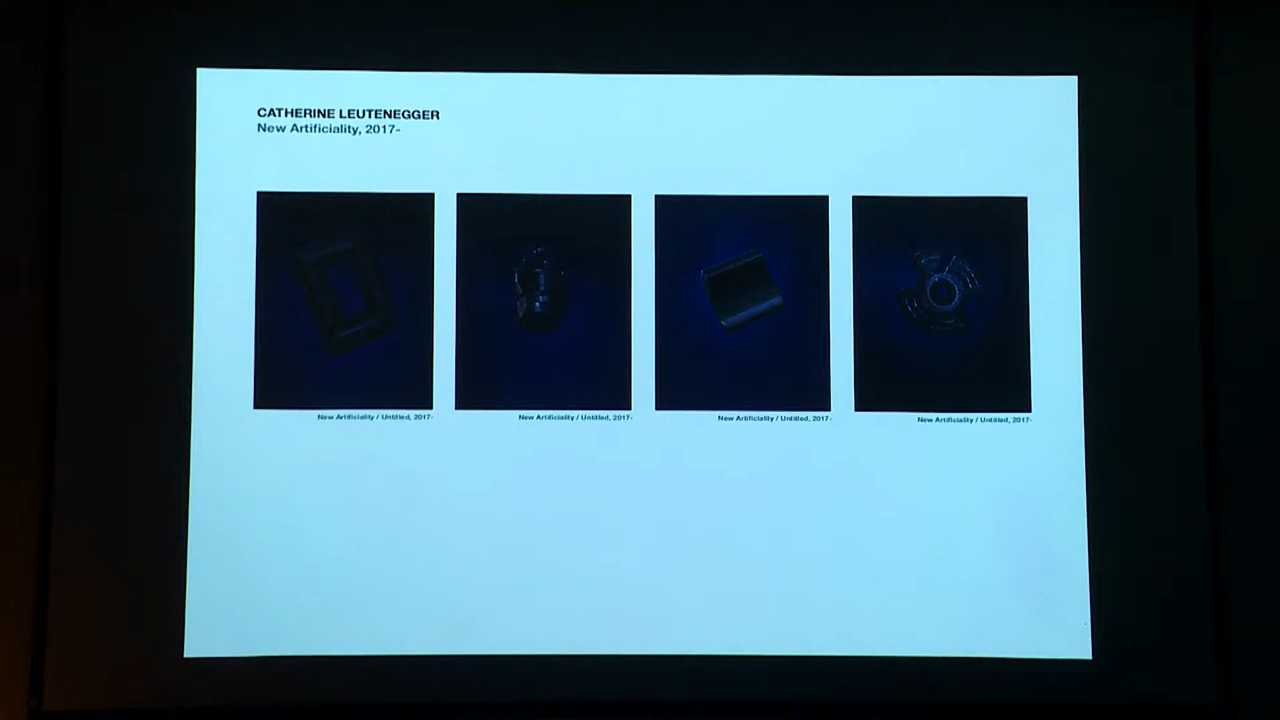 CATHERINE LEUTENEGGER
New Artificiality, 2017-
New Artificiality / Untitled, 2017-
New Artificiality / Untitled, 2017-
New Artificiality / Untitled, 2017-
New Artificiality / Untitled, 2017-